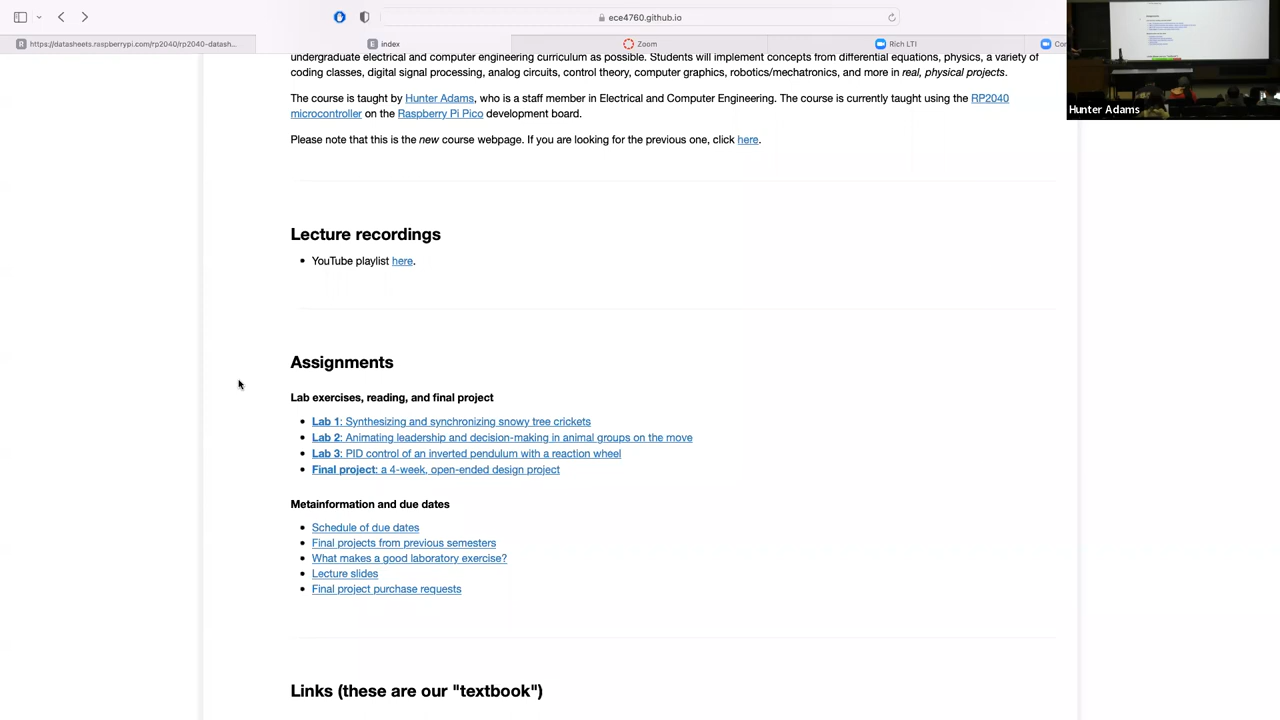 ece4760.github.io
https://datasheets.raspberrypi.com/rp2040/rp2040-datash...
index
Zoom
Rich LTI
Con
Hunter Adams
undergraduate electrical and computer engineering curriculum as possible. Students will implement concepts from differential equations, physics, a variety of
coding classes, digital signal processing, analog circuits, control theory, computer graphics, robotics/mechatronics, and more in real, physical projects.
The course is taught by Hunter Adams, who is a staff member in Electrical and Computer Engineering. The course is currently taught using the RP2040
microcontroller on the Raspberry Pi Pico development board.
Please note that this is the new course webpage. If you are looking for the previous one, click here.
Lecture recordings
• YouTube playlist here.
Assignments
Lab exercises, reading, and final project
• Lab 1: Synthesizing and synchronizing snowy tree crickets
• Lab 2: Animating leadership and decision-making in animal groups on the move
• Lab 3: PID control of an inverted pendulum with a reaction wheel
• Final project: a 4-week, open-ended design project
Metainformation and due dates
• Schedule of due dates
• Final projects from previous semesters
• What makes a good laboratory exercise?
• Lecture slides
• Final project purchase requests
Links (these are our "textbook")